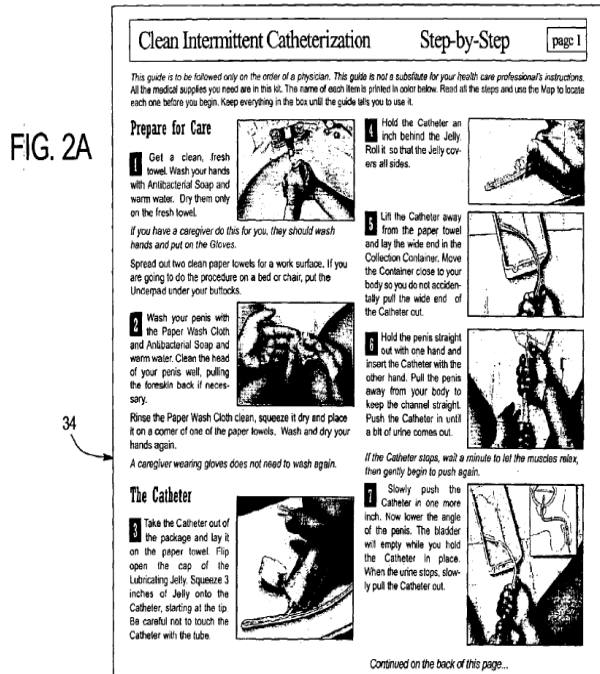 Clean Intermittent Catheterization Step-by-Step page 1
This guide is to be followed only on the order of a physician. This guide is not a substitute for your health care professional's instructions.
All the medical supplies you need are in this kit. The name of each item is printed in color below. Read all the steps and use the Map to locate
each one before you begin. Keep everything in the box until the guide tells you to use it.
FIG. 2A
Prepare for Care
1 Get a clean, fresh
towel. Wash your hands
with Antibacterial Soap and
warm water. Dry them only
on the fresh towel.
If you have a caregiver do this for you, they should wash
hands and put on the Gloves.
Spread out two clean paper towels for a work surface. If you
are going to do the procedure on a bed or chair, put the
Underpad under your buttocks.
2 Wash your penis with
the Paper Wash Cloth
and Antibacterial Soap and
warm water. Clean the head
of your penis well, pulling
the foreskin back if neces-
sary.
Rinse the Paper Wash Cloth clean, squeeze it dry and place
it on a corner of one of the paper towels. Wash and dry your
hands again.
34
A caregiver wearing gloves does not need to wash again.
The Catheter
3 Take the Catheter out of
the package and lay it
on the paper towel. Flip
open the cap of the
Lubricating Jelly. Squeeze 3
inches of Jelly onto the
Catheter, starting at the tip.
Be careful not to touch the
Catheter with the tube.
4 Hold the Catheter an
inch behind the Jelly.
Roll it so that the Jelly cov-
ers all sides.
5 Lift the Catheter away
from the paper towel
and lay the wide end in the
Collection Container. Move
the Container close to your
body so you do not acciden-
tally pull the wide end of
the Catheter out.
6 Hold the penis straight
out with one hand and
insert the Catheter with the
other hand. Pull the penis
away from your body to
keep the channel straight.
Push the Catheter in until
a bit of urine comes out.
If the Catheter stops, wait a minute to let the muscles relax,
then gently begin to push again.
7 Slowly push the
Catheter in one more
inch. Now lower the angle
of the penis. The bladder
will empty while you hold
the Catheter in place.
When the urine stops, slow-
ly pull the Catheter out.
Continued on the back of this page...